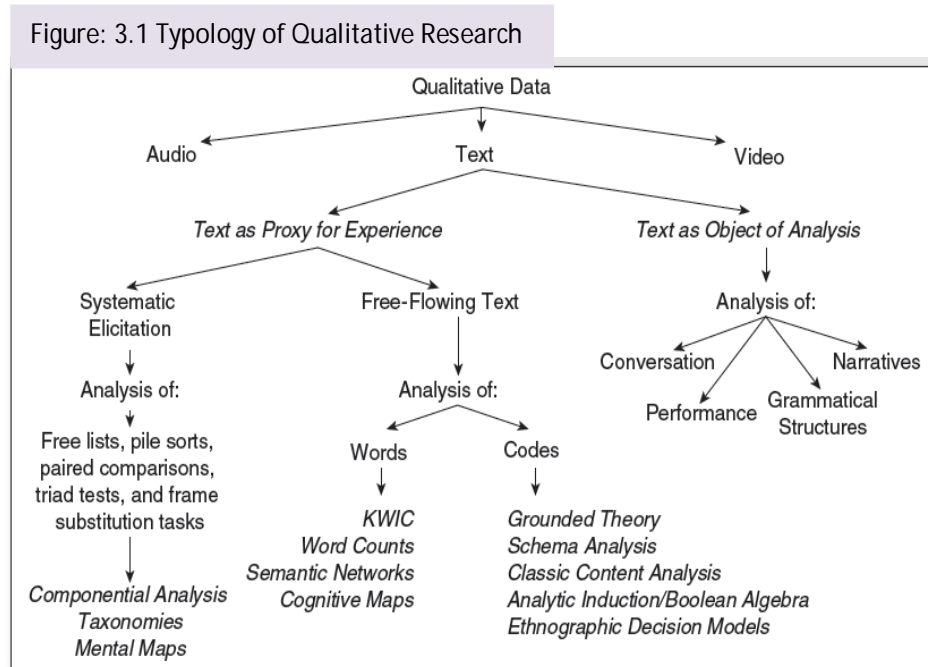 Figure: 3.1 Typology of Qualitative Research
Qualitative Data
Audio
Text
Video
Text as Proxy for Experience
Text as Object of Analysis
Systematic
Elicitation
Free-Flowing Text
Analysis of:
Conversation
Narratives
Performance
Grammatical
Structures
Analysis of:
Analysis of:
Free lists, pile sorts,
paired comparisons,
triad tests, and frame
substitution tasks
Words
Codes
Componential Analysis
Taxonomies
Mental Maps
KWIC
Word Counts
Semantic Networks
Cognitive Maps
Grounded Theory
Schema Analysis
Classic Content Analysis
Analytic Induction/Boolean Algebra
Ethnographic Decision Models